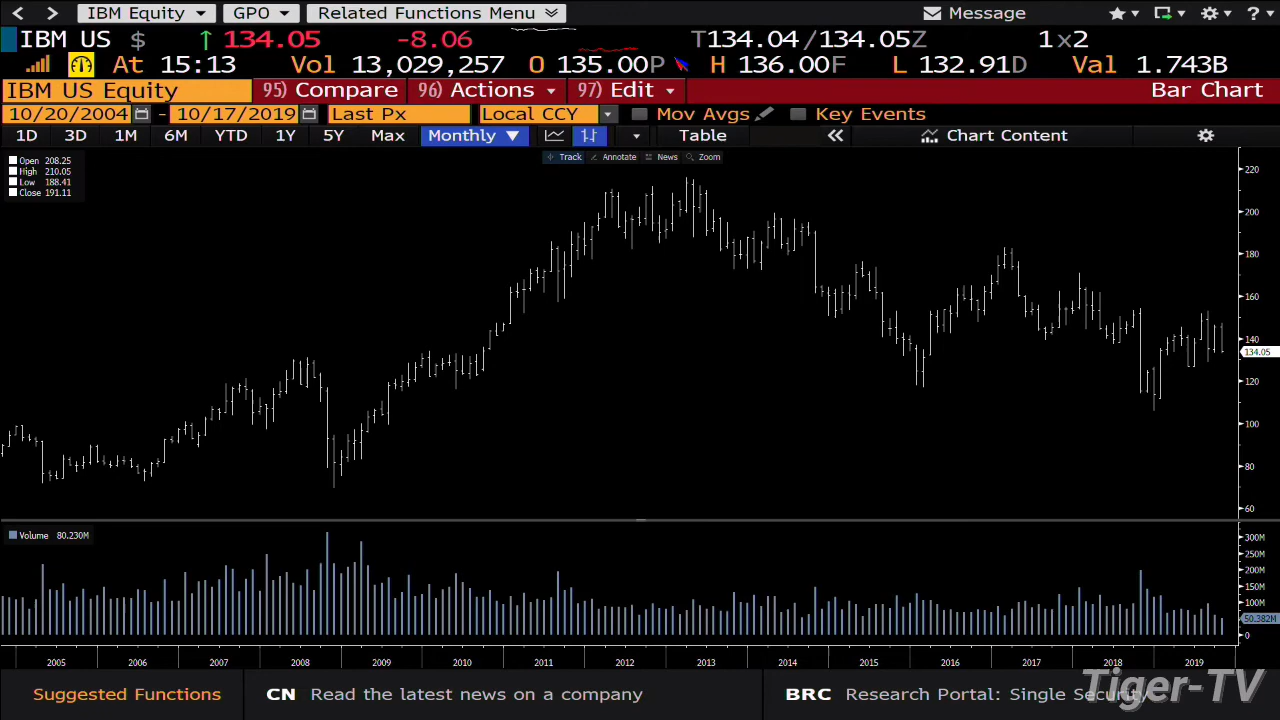 IBM Equity GPO Related Functions Menu Message ?
IBM US $ ↑ 134.05 -8.06 T134.04/134.05Z 1x2
At 15:13 Vol 13,029,257 O 135.00P H 136.00F L 132.91D Val 1.743B
IBM US Equity 95) Compare 96) Actions 97) Edit Bar Chart
10/20/2004 - 10/17/2019 Last Px Local CCY Mov Avgs Key Events
1D 3D 1M 6M YTD 1Y 5Y Max Monthly ▼ Table « Chart Content
Track Annotate News Zoom
Open 208.25
High 210.05
Low 188.41
Close 191.11
220
200
180
160
140
134.05
120
100
80
60
Volume 80.230M
300M
250M
200M
150M
100M
50.382M
0
2005 2006 2007 2008 2009 2010 2011 2012 2013 2014 2015 2016 2017 2018 2019
Suggested Functions CN Read the latest news on a company BRC Research Portal: Single Security
Tiger-TV